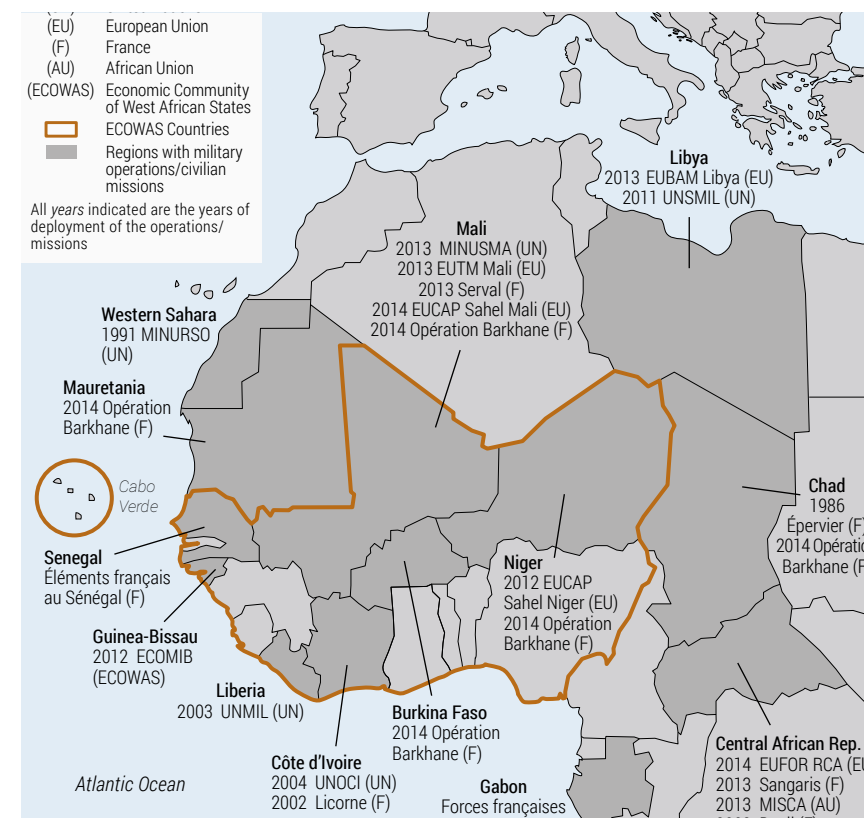 (EU) European Union
(F) France
(AU) African Union
(ECOWAS) Economic Community
of West African States
ECOWAS Countries
Regions with military
operations/civilian
missions
All years indicated are the years of
deployment of the operations/
missions
Libya
2013 EUBAM Libya (EU)
2011 UNSMIL (UN)
Mali
2013 MINUSMA (UN)
2013 EUTM Mali (EU)
2013 Serval (F)
2014 EUCAP Sahel Mali (EU)
2014 Opération Barkhane (F)
Western Sahara
1991 MINURSO
(UN)
Mauretania
2014 Opération
Barkhane (F)
Cabo
Verde
Chad
1986
Épervier (F)
2014 Opératio
Barkhane (F
Senegal
Éléments français
au Sénégal (F)
Niger
2012 EUCAP
Sahel Niger (EU)
2014 Opération
Barkhane (F)
Guinea-Bissau
2012 ECOMIB
(ECOWAS)
Liberia
2003 UNMIL (UN)
Burkina Faso
2014 Opération
Barkhane (F)
Côte d'Ivoire
2004 UNOCI (UN)
2002 Licorne (F)
Central African Rep.
2014 EUFOR RCA (EU
2013 Sangaris (F)
2013 MISCA (AU)
Atlantic Ocean
Gabon
Forces françaises